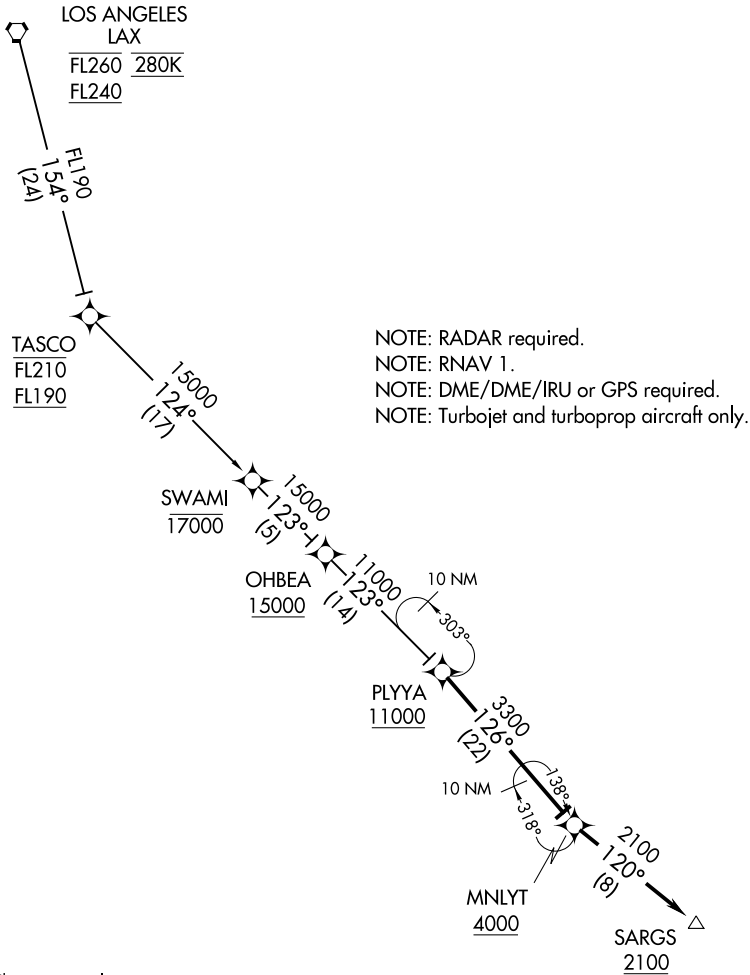 LOS ANGELES
LAX
FL260 280K
FL240
FL190
154°
(24)
TASCO
FL210
FL190
NOTE: RADAR required.
NOTE: RNAV 1.
NOTE: DME/DME/IRU or GPS required.
NOTE: Turbojet and turboprop aircraft only.
15000
124°
(17)
SWAMI
17000
15000
123°
(5)
OHBEA
15000
11000
123°
(14)
10 NM
303°
PLYYA
11000
3300
126°
(22)
10 NM
138°
318°
MNLYT
4000
2100
120°
(8)
SARGS
2100